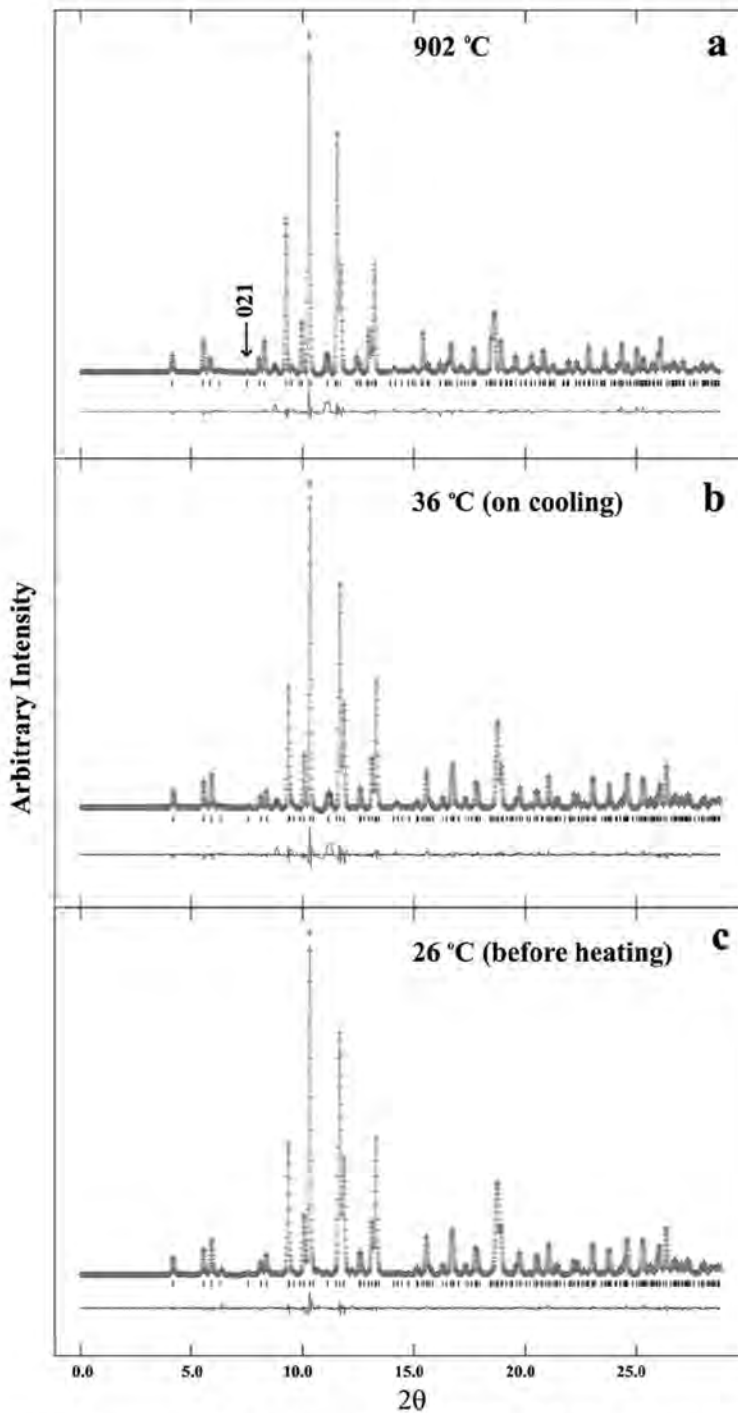 902 °C
a
021
36 °C (on cooling)
b
Arbitrary Intensity
26 °C (before heating)
c
0.0 5.0 10.0 15.0 20.0 25.0
2θ